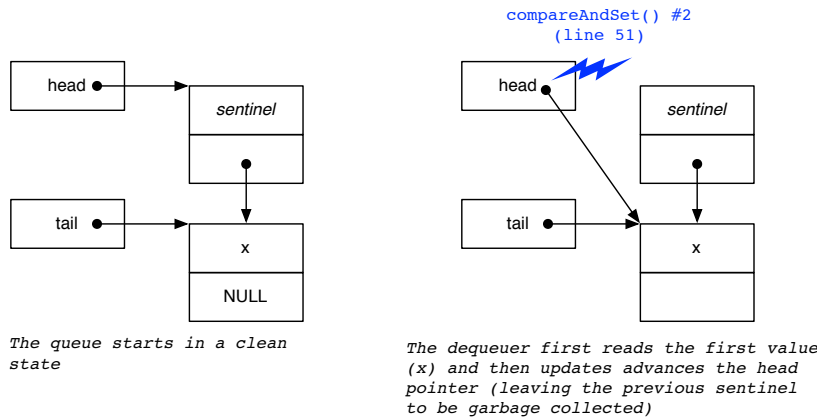 head
sentinel
tail
x
NULL
The queue starts in a clean
state
compareAndSet() #2
(line 51)
head
sentinel
tail
x
The dequeuer first reads the first value
(x) and then updates advances the head
pointer (leaving the previous sentinel
to be garbage collected)